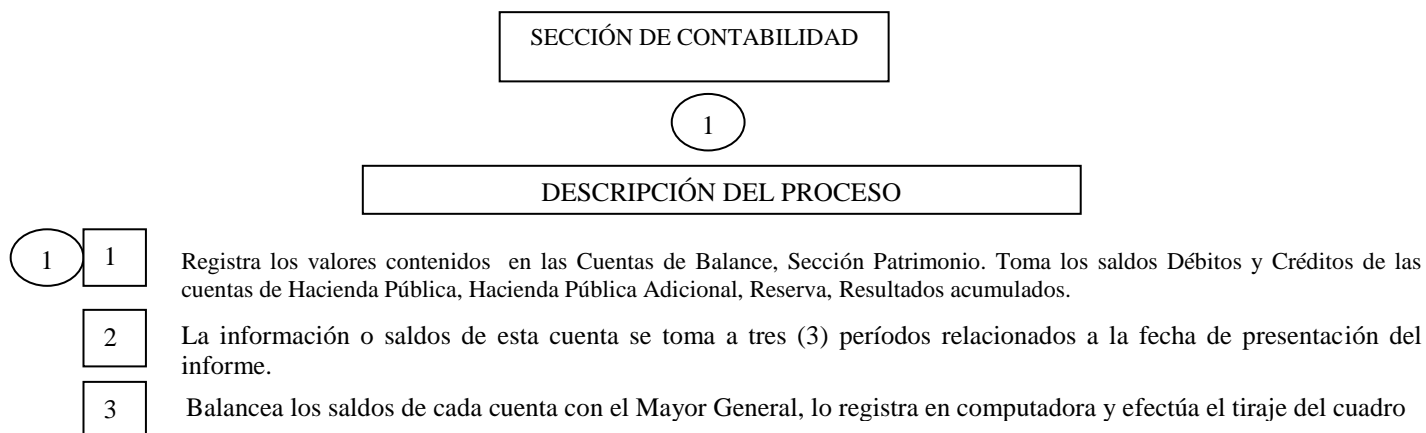 SECCIÓN DE CONTABILIDAD
1
DESCRIPCIÓN DEL PROCESO
1 1 Registra los valores contenidos en las Cuentas de Balance, Sección Patrimonio. Toma los saldos Débitos y Créditos de las
cuentas de Hacienda Pública, Hacienda Pública Adicional, Reserva, Resultados acumulados.
2 La información o saldos de esta cuenta se toma a tres (3) períodos relacionados a la fecha de presentación del
informe.
3 Balancea los saldos de cada cuenta con el Mayor General, lo registra en computadora y efectúa el tiraje del cuadro